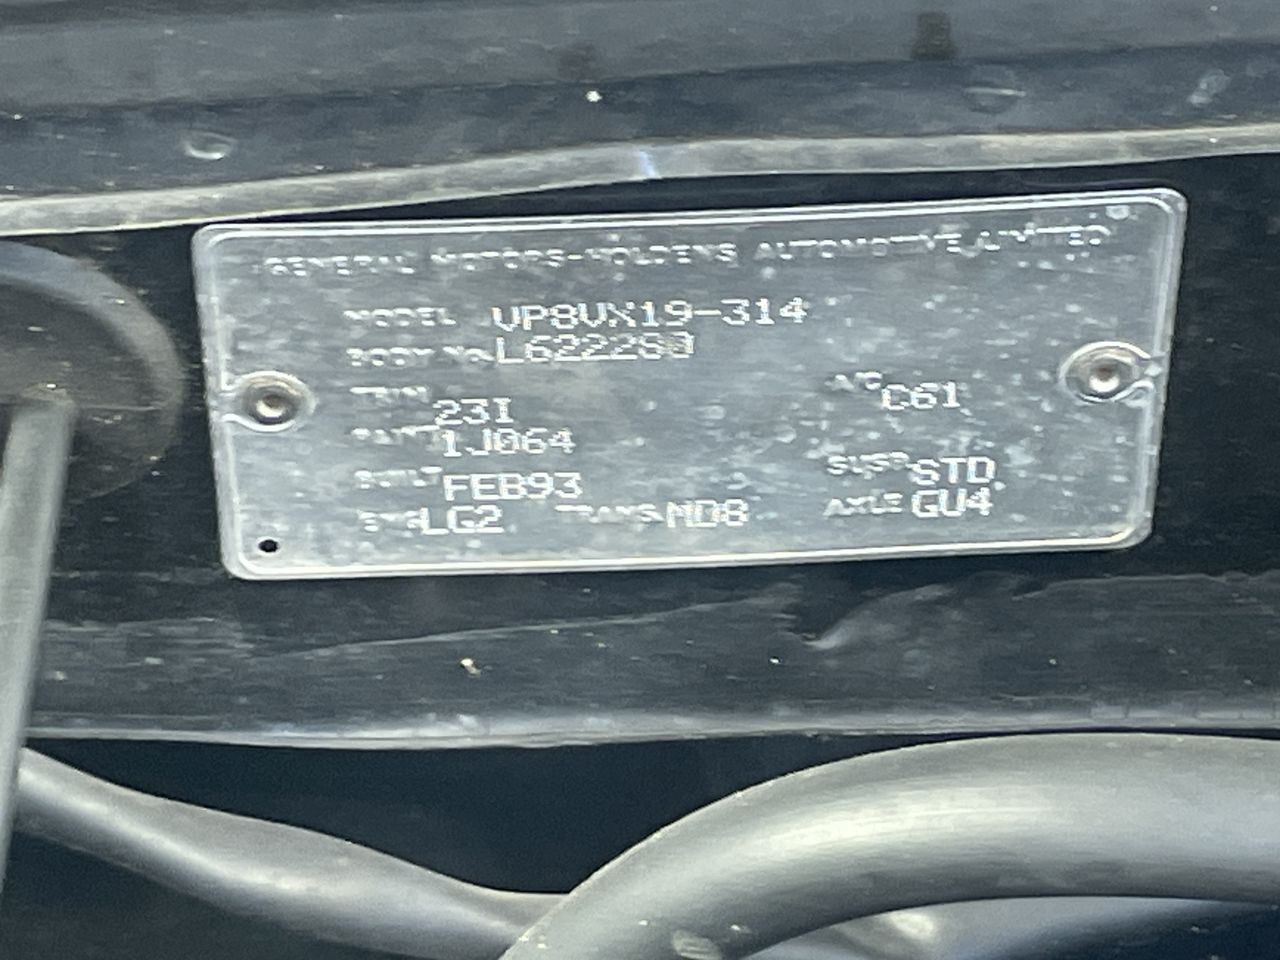 GENERAL MOTORS-HOLDENS AUTOMOTIVE LIMITED
MODEL VP8VX19-314
BODY No. L622280
TRIM 23I A/C C61
PAINT 1J064
BUILT FEB93 SUSP STD
ENG LG2 TRANS MD8 AXLE GU4